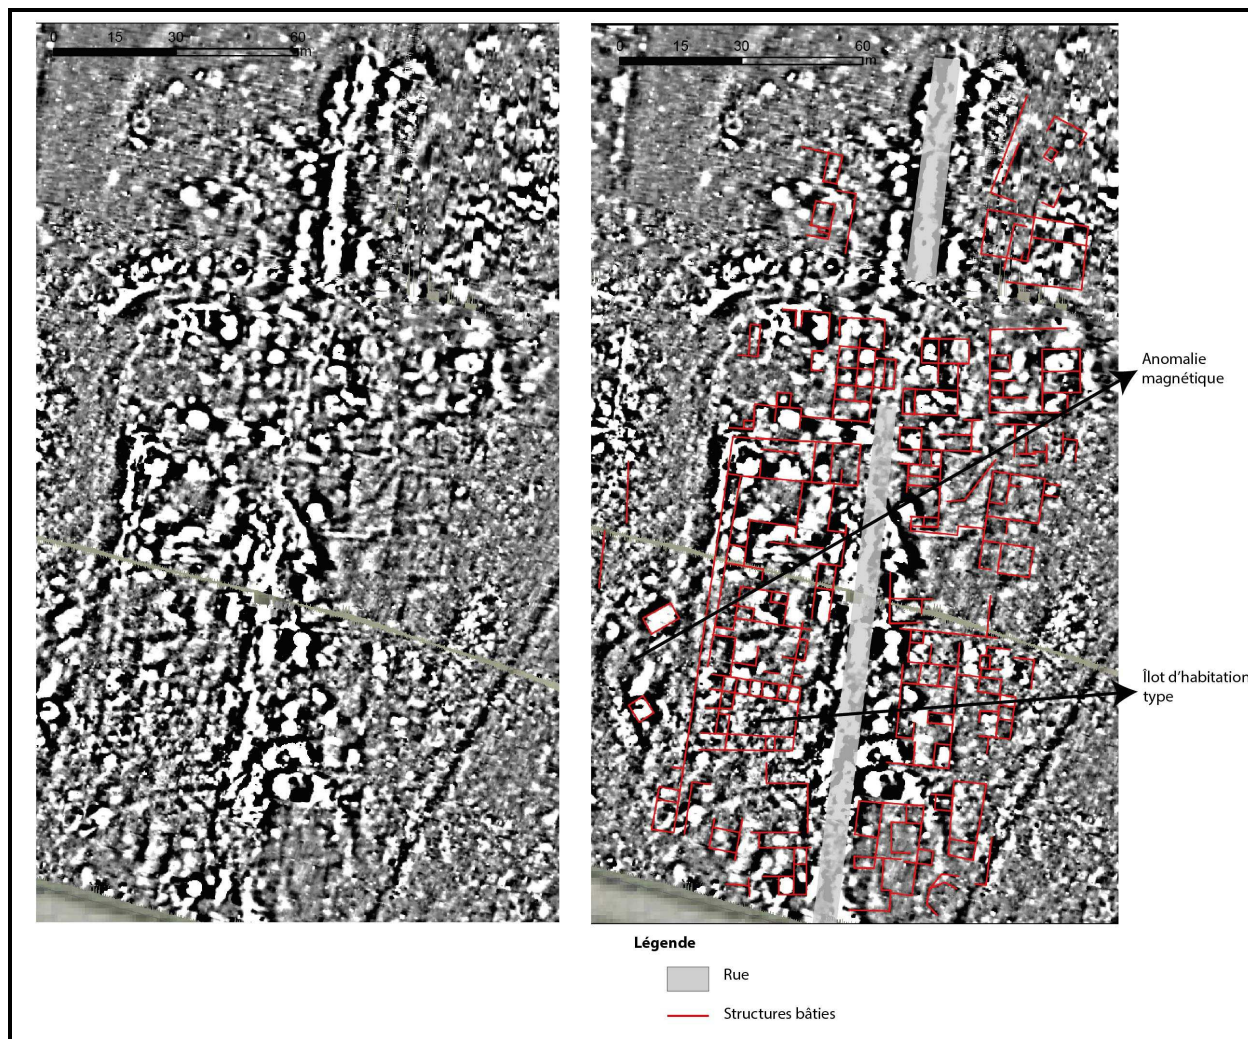 0 15 30 60
m
0 15 30 60
m
Anomalie
magnétique
Îlot d’habitation
type
Légende
Rue
Structures bâties